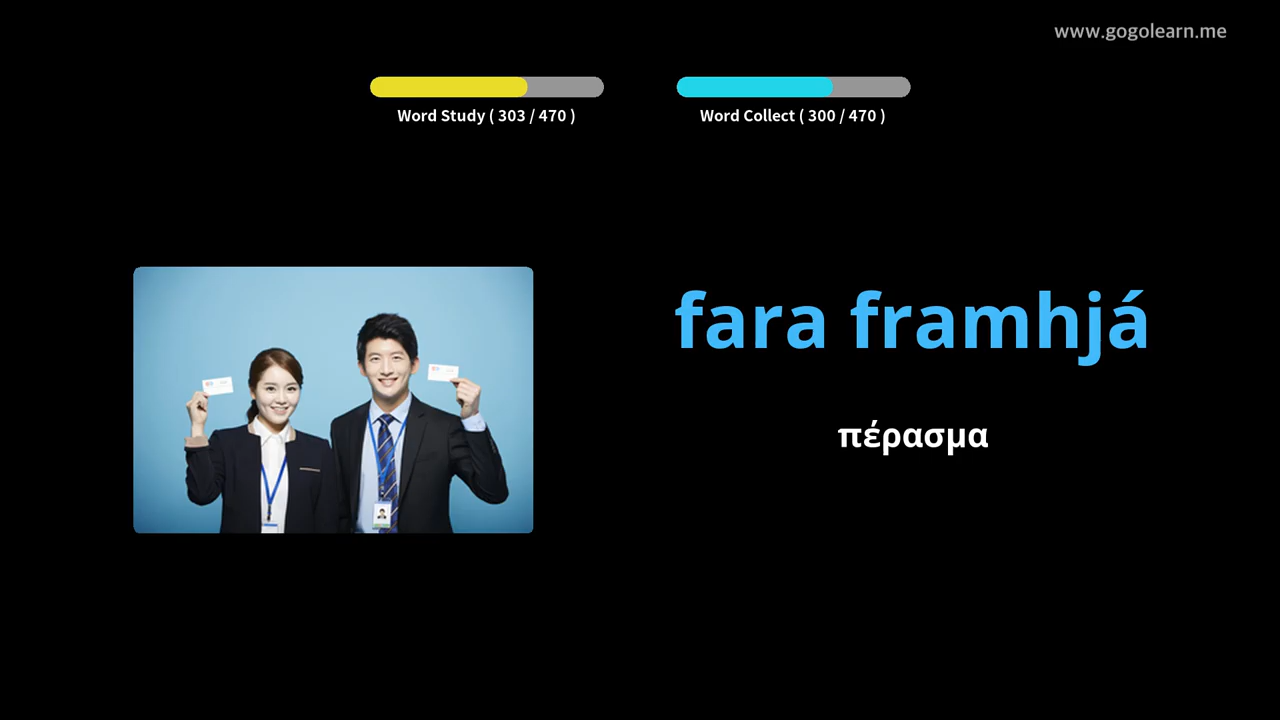 www.gogolearn.me
Word Study ( 303 / 470 )
Word Collect ( 300 / 470 )
fara framhjá
πέρασμα